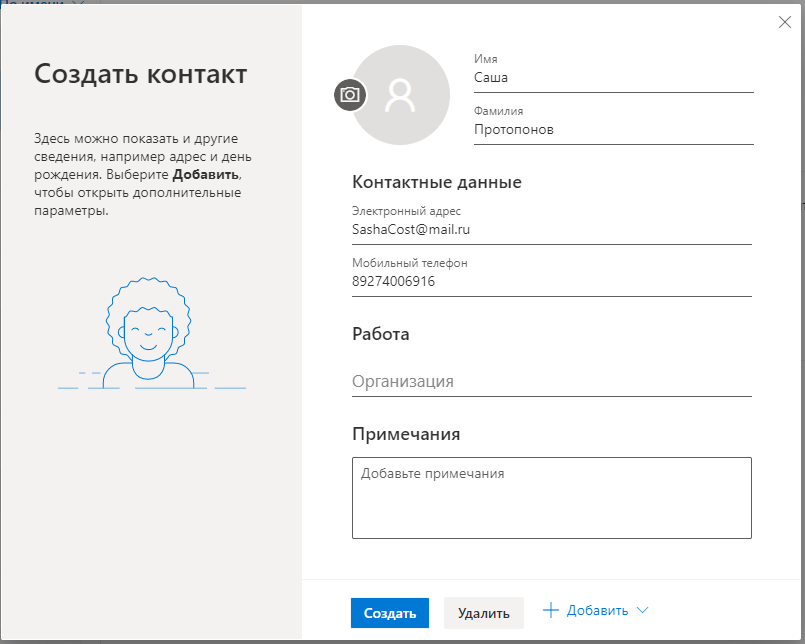 Создать контакт
Здесь можно показать и другие
сведения, например адрес и день
рождения. Выберите Добавить,
чтобы открыть дополнительные
параметры.
Имя
Саша
Фамилия
Протопонов
Контактные данные
Электронный адрес
SashaCost@mail.ru
Мобильный телефон
89274006916
Работа
Организация
Примечания
Добавьте примечания
Создать
Удалить
Добавить